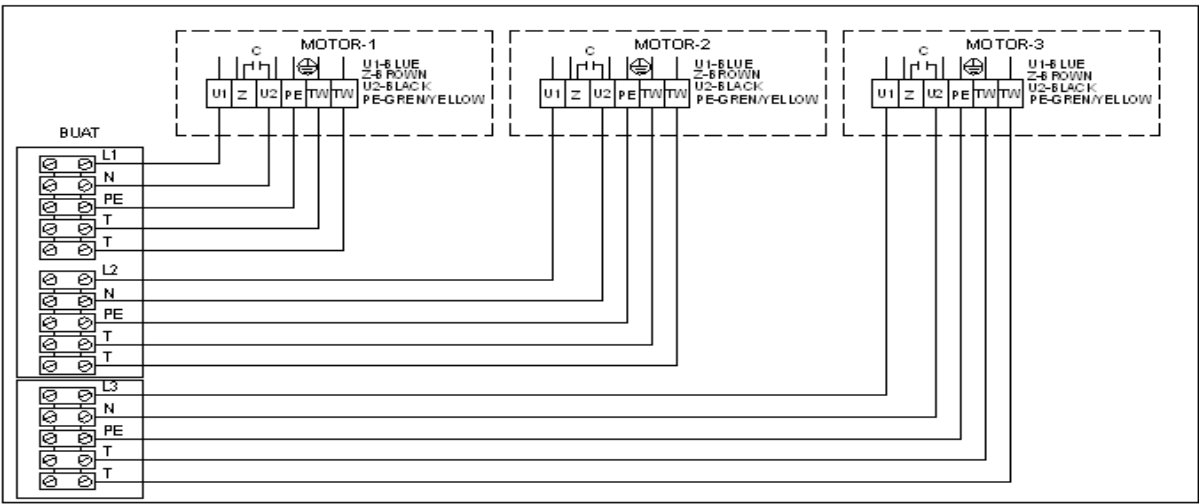 MOTOR-1
C
U1-BLUE
Z-BROWN
U2-BLACK
PE-GREN/YELLOW
U1 Z U2 PE TW TW
MOTOR-2
C
U1-BLUE
Z-BROWN
U2-BLACK
PE-GREN/YELLOW
U1 Z U2 PE TW TW
MOTOR-3
C
U1-BLUE
Z-BROWN
U2-BLACK
PE-GREN/YELLOW
U1 Z U2 PE TW TW
BUAT
L1
N
PE
T
T
L2
N
PE
T
T
L3
N
PE
T
T